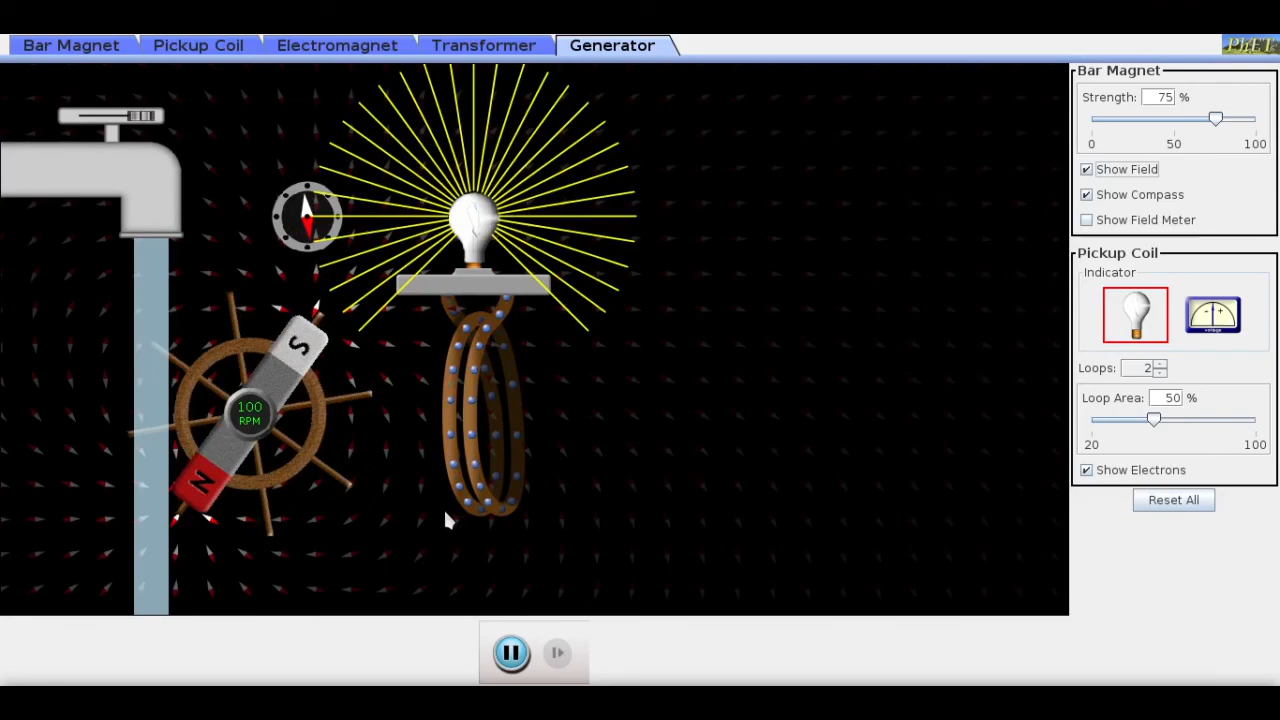 Bar Magnet
Pickup Coil
Electromagnet
Transformer
Generator
PhET
Bar Magnet
Strength: 75 %
0 50 100
Show Field
Show Compass
Show Field Meter
Pickup Coil
Indicator
- +
voltage
Loops: 2
Loop Area: 50 %
20 100
Show Electrons
Reset All
S
100
RPM
N